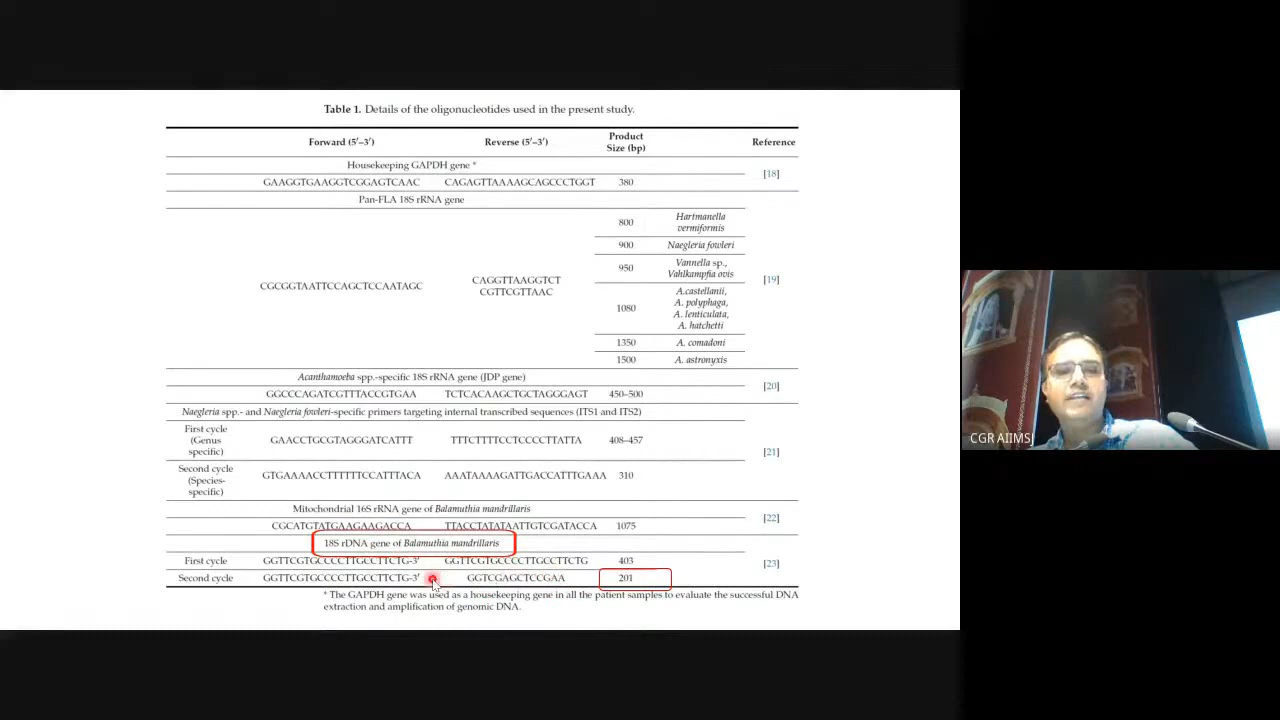 Table 1. Details of the oligonucleotides used in the present study.
Forward (5′–3′) Reverse (5′–3′) Product Size (bp) Reference
Housekeeping GAPDH gene * [18]
GAAGGTGAAGGTCGGAGTCAAC CAGAGTTAAAAGCAGCCCTGGT 380
Pan-FLA 18S rRNA gene
800 Hartmanella vermiformis
900 Naegleria fowleri
950 Vannella sp., Vahlkampfia ovis
CGCGGTAATTCCAGCTCCAATAGC CAGGTTAAGGTCT CGTTCGTTAAC [19]
1080 A.castellanii, A. polyphaga, A. lenticulata, A. hatchetti
1350 A. comadoni
1500 A. astronyxis
Acanthamoeba spp.-specific 18S rRNA gene (JDP gene) [20]
GGCCCAGATCGTTTACCGTGAA TCTCACAAGCTGCTAGGGAGT 450–500
Naegleria spp.- and Naegleria fowleri-specific primers targeting internal transcribed sequences (ITS1 and ITS2)
First cycle (Genus specific) GAACCTGCGTAGGGATCATTT TTTCTTTTCCTCCCCTTATTA 408–457 [21]
Second cycle (Species-specific) GTGAAAACCTTTTTTCCATTTACA AAATAAAAGATTGACCATTTGAAA 310
Mitochondrial 16S rRNA gene of Balamuthia mandrillaris [22]
CGCATGTATGAAGAAGACCA TTACCTATATAATTGTCGATACCA 1075
18S rDNA gene of Balamuthia mandrillaris [23]
First cycle GGTTCGTGCCCCTTGCCTTCTG-3′ GGTTCGTGCCCCTTGCCTTCTG 403
Second cycle GGTTCGTGCCCCTTGCCTTCTG-3′ GGTCGAGCTCCGAA 201
* The GAPDH gene was used as a housekeeping gene in all the patient samples to evaluate the successful DNA
extraction and amplification of genomic DNA.
CGR AIIMS